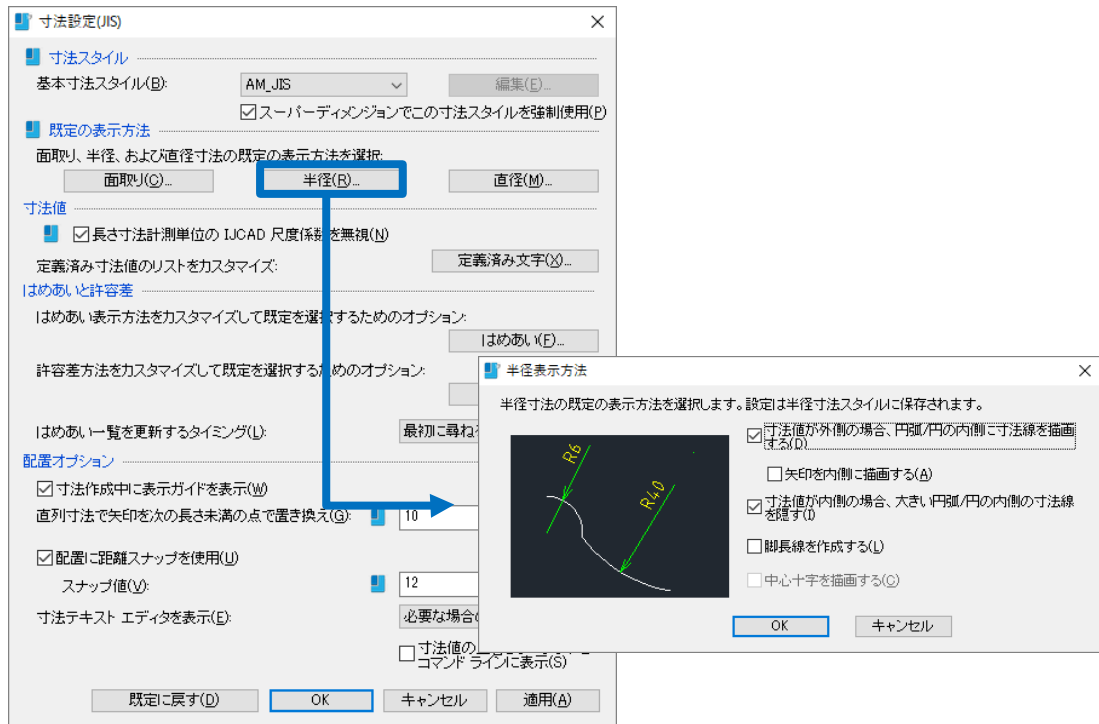 寸法設定(JIS)
寸法スタイル
基本寸法スタイル(B):
AM_JIS
編集(E)...
スーパーディメンジョンでこの寸法スタイルを強制使用(P)
既定の表示方法
面取り、半径、および直径寸法の既定の表示方法を選択:
面取り(C)...
半径(R)...
直径(M)...
寸法値
長さ寸法計測単位の IJCAD 尺度係数を無視(N)
定義済み寸法値のリストをカスタマイズ:
定義済み文字(X)...
はめあいと許容差
はめあい表示方法をカスタマイズして既定を選択するためのオプション:
はめあい(F)...
許容差方法をカスタマイズして既定を選択するためのオプション:
はめあい一覧を更新するタイミング(L):
最初に尋ね
配置オプション
寸法作成中に表示ガイドを表示(W)
直列寸法で矢印を次の長さ未満の点で置き換え(G):
10
配置に距離スナップを使用(U)
スナップ値(V):
12
寸法テキスト エディタを表示(E):
必要な場合
寸法値の
コマンド ラインに表示(S)
既定に戻す(D)
OK
キャンセル
適用(A)
半径表示方法
半径寸法の既定の表示方法を選択します。設定は半径寸法スタイルに保存されます。
R6
R40
寸法値が外側の場合、円弧/円の内側に寸法線を描画
する(D)
矢印を内側に描画する(A)
寸法値が内側の場合、大きい円弧/円の内側の寸法線
を隠す(I)
脚長線を作成する(L)
中心十字を描画する(C)
OK
キャンセル